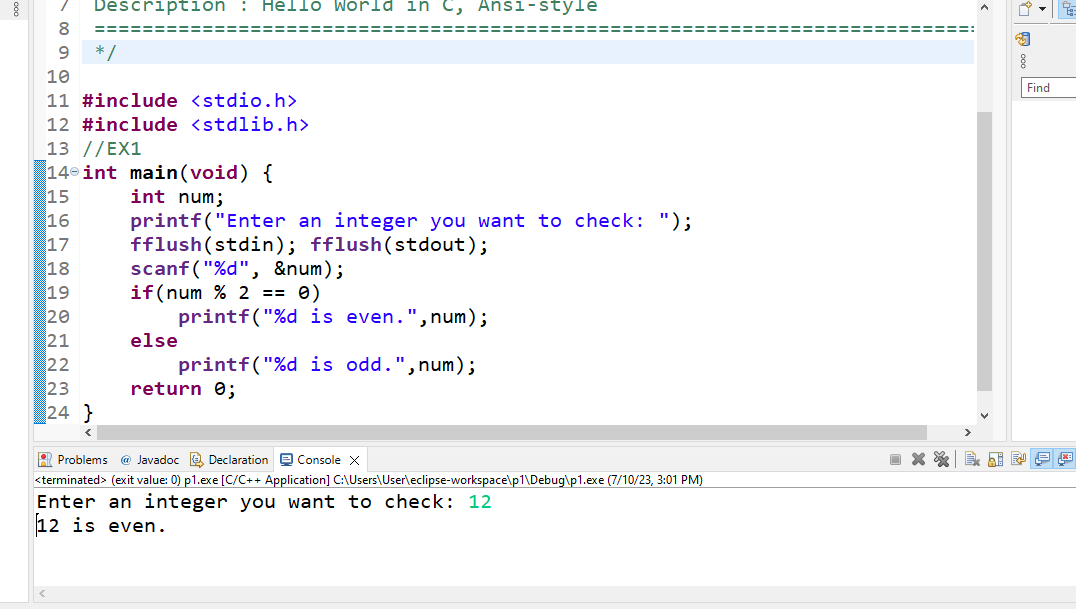 7 Description : Hello World in C, Ansi-style
8 ==========================================================================
9 */
10
11 #include <stdio.h>
12 #include <stdlib.h>
13 //EX1
14 int main(void) {
15 int num;
16 printf("Enter an integer you want to check: ");
17 fflush(stdin); fflush(stdout);
18 scanf("%d", &num);
19 if(num % 2 == 0)
20 printf("%d is even.",num);
21 else
22 printf("%d is odd.",num);
23 return 0;
24 }
Find
Problems @ Javadoc Declaration Console
<terminated> (exit value: 0) p1.exe [C/C++ Application] C:\Users\User\eclipse-workspace\p1\Debug\p1.exe (7/10/23, 3:01 PM)
Enter an integer you want to check: 12
12 is even.